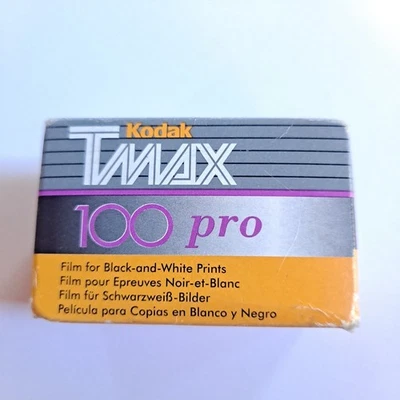 Kodak
TMAX
100 pro
Film for Black-and-White Prints
Film pour Epreuves Noir-et-Blanc
Film für Schwarzweiß-Bilder
Película para Copias en Blanco y Negro